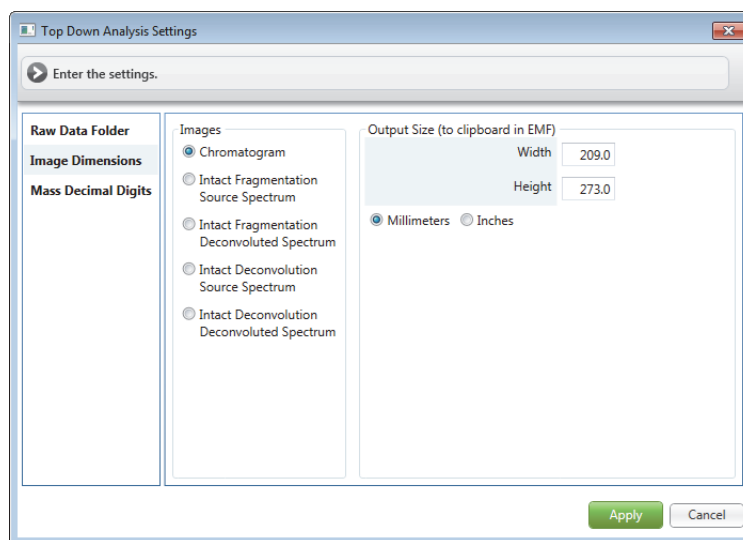 Top Down Analysis Settings
Enter the settings.
Raw Data Folder
Image Dimensions
Mass Decimal Digits
Images
Chromatogram
Intact Fragmentation
Source Spectrum
Intact Fragmentation
Deconvoluted Spectrum
Intact Deconvolution
Source Spectrum
Intact Deconvolution
Deconvoluted Spectrum
Output Size (to clipboard in EMF)
Width 209.0
Height 273.0
Millimeters Inches
Apply Cancel